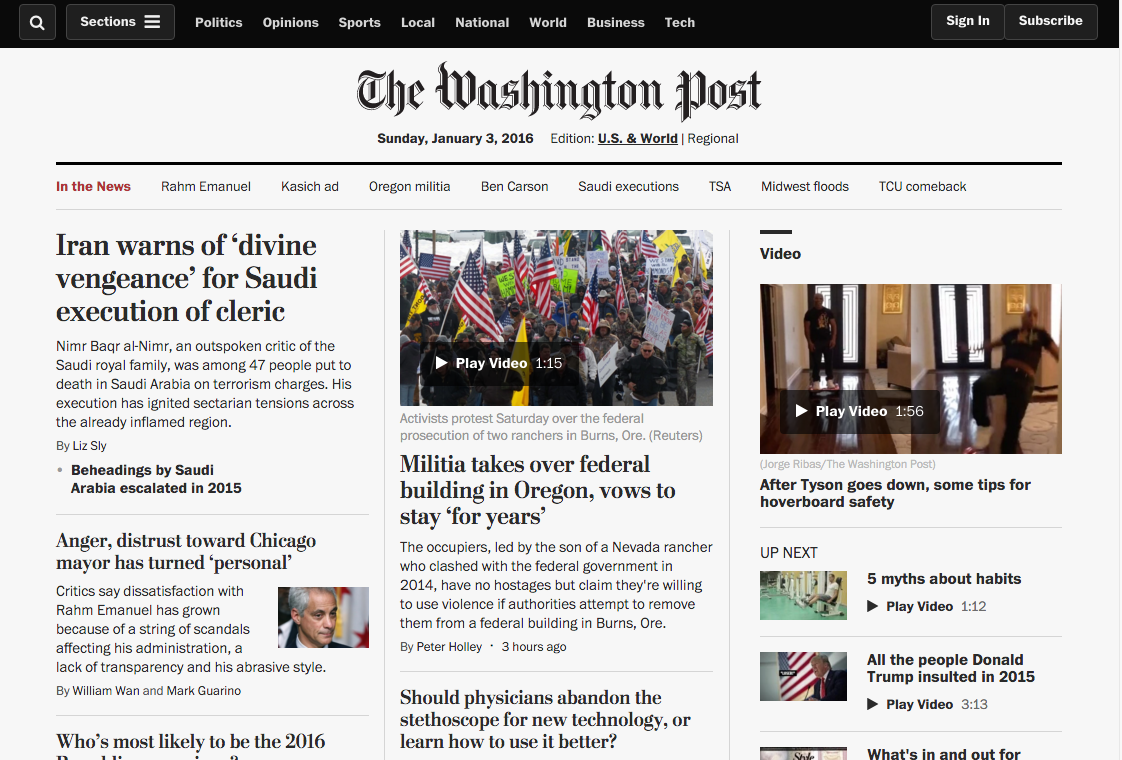 Sections
Politics
Opinions
Sports
Local
National
World
Business
Tech
Sign In
Subscribe
The Washington Post
Sunday, January 3, 2016 Edition: U.S. & World | Regional
In the News
Rahm Emanuel
Kasich ad
Oregon militia
Ben Carson
Saudi executions
TSA
Midwest floods
TCU comeback
Iran warns of ‘divine
vengeance’ for Saudi
execution of cleric
Nimr Baqr al-Nimr, an outspoken critic of the
Saudi royal family, was among 47 people put to
death in Saudi Arabia on terrorism charges. His
execution has ignited sectarian tensions across
the already inflamed region.
By Liz Sly
• Beheadings by Saudi
Arabia escalated in 2015
Anger, distrust toward Chicago
mayor has turned ‘personal’
Critics say dissatisfaction with
Rahm Emanuel has grown
because of a string of scandals
affecting his administration, a
lack of transparency and his abrasive style.
By William Wan and Mark Guarino
Who’s most likely to be the 2016
Play Video 1:15
Activists protest Saturday over the federal
prosecution of two ranchers in Burns, Ore. (Reuters)
Militia takes over federal
building in Oregon, vows to
stay ‘for years’
The occupiers, led by the son of a Nevada rancher
who clashed with the federal government in
2014, have no hostages but claim they're willing
to use violence if authorities attempt to remove
them from a federal building in Burns, Ore.
By Peter Holley · 3 hours ago
Should physicians abandon the
stethoscope for new technology, or
learn how to use it better?
Video
Play Video 1:56
(Jorge Ribas/The Washington Post)
After Tyson goes down, some tips for
hoverboard safety
UP NEXT
5 myths about habits
Play Video 1:12
All the people Donald
Trump insulted in 2015
Play Video 3:13
Style
What's in and out for